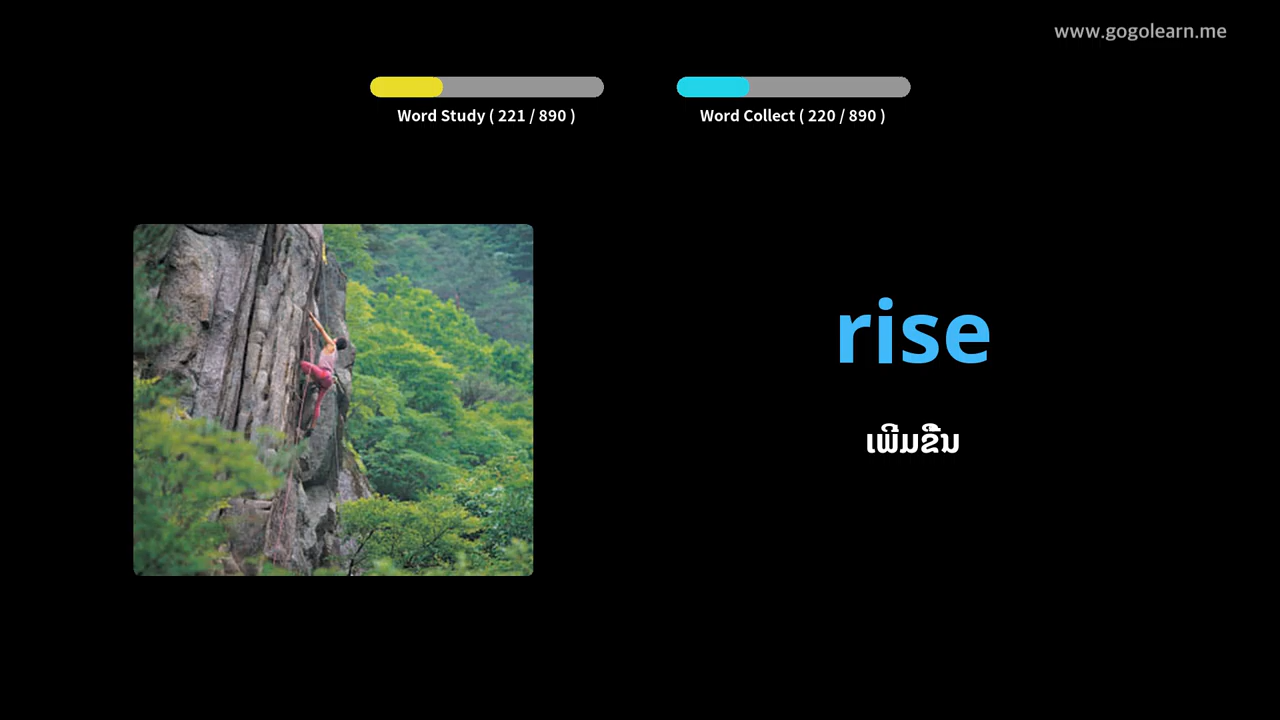 www.gogolearn.me
Word Study ( 221 / 890 )
Word Collect ( 220 / 890 )
rise
ເພີ່ມຂື້ນ